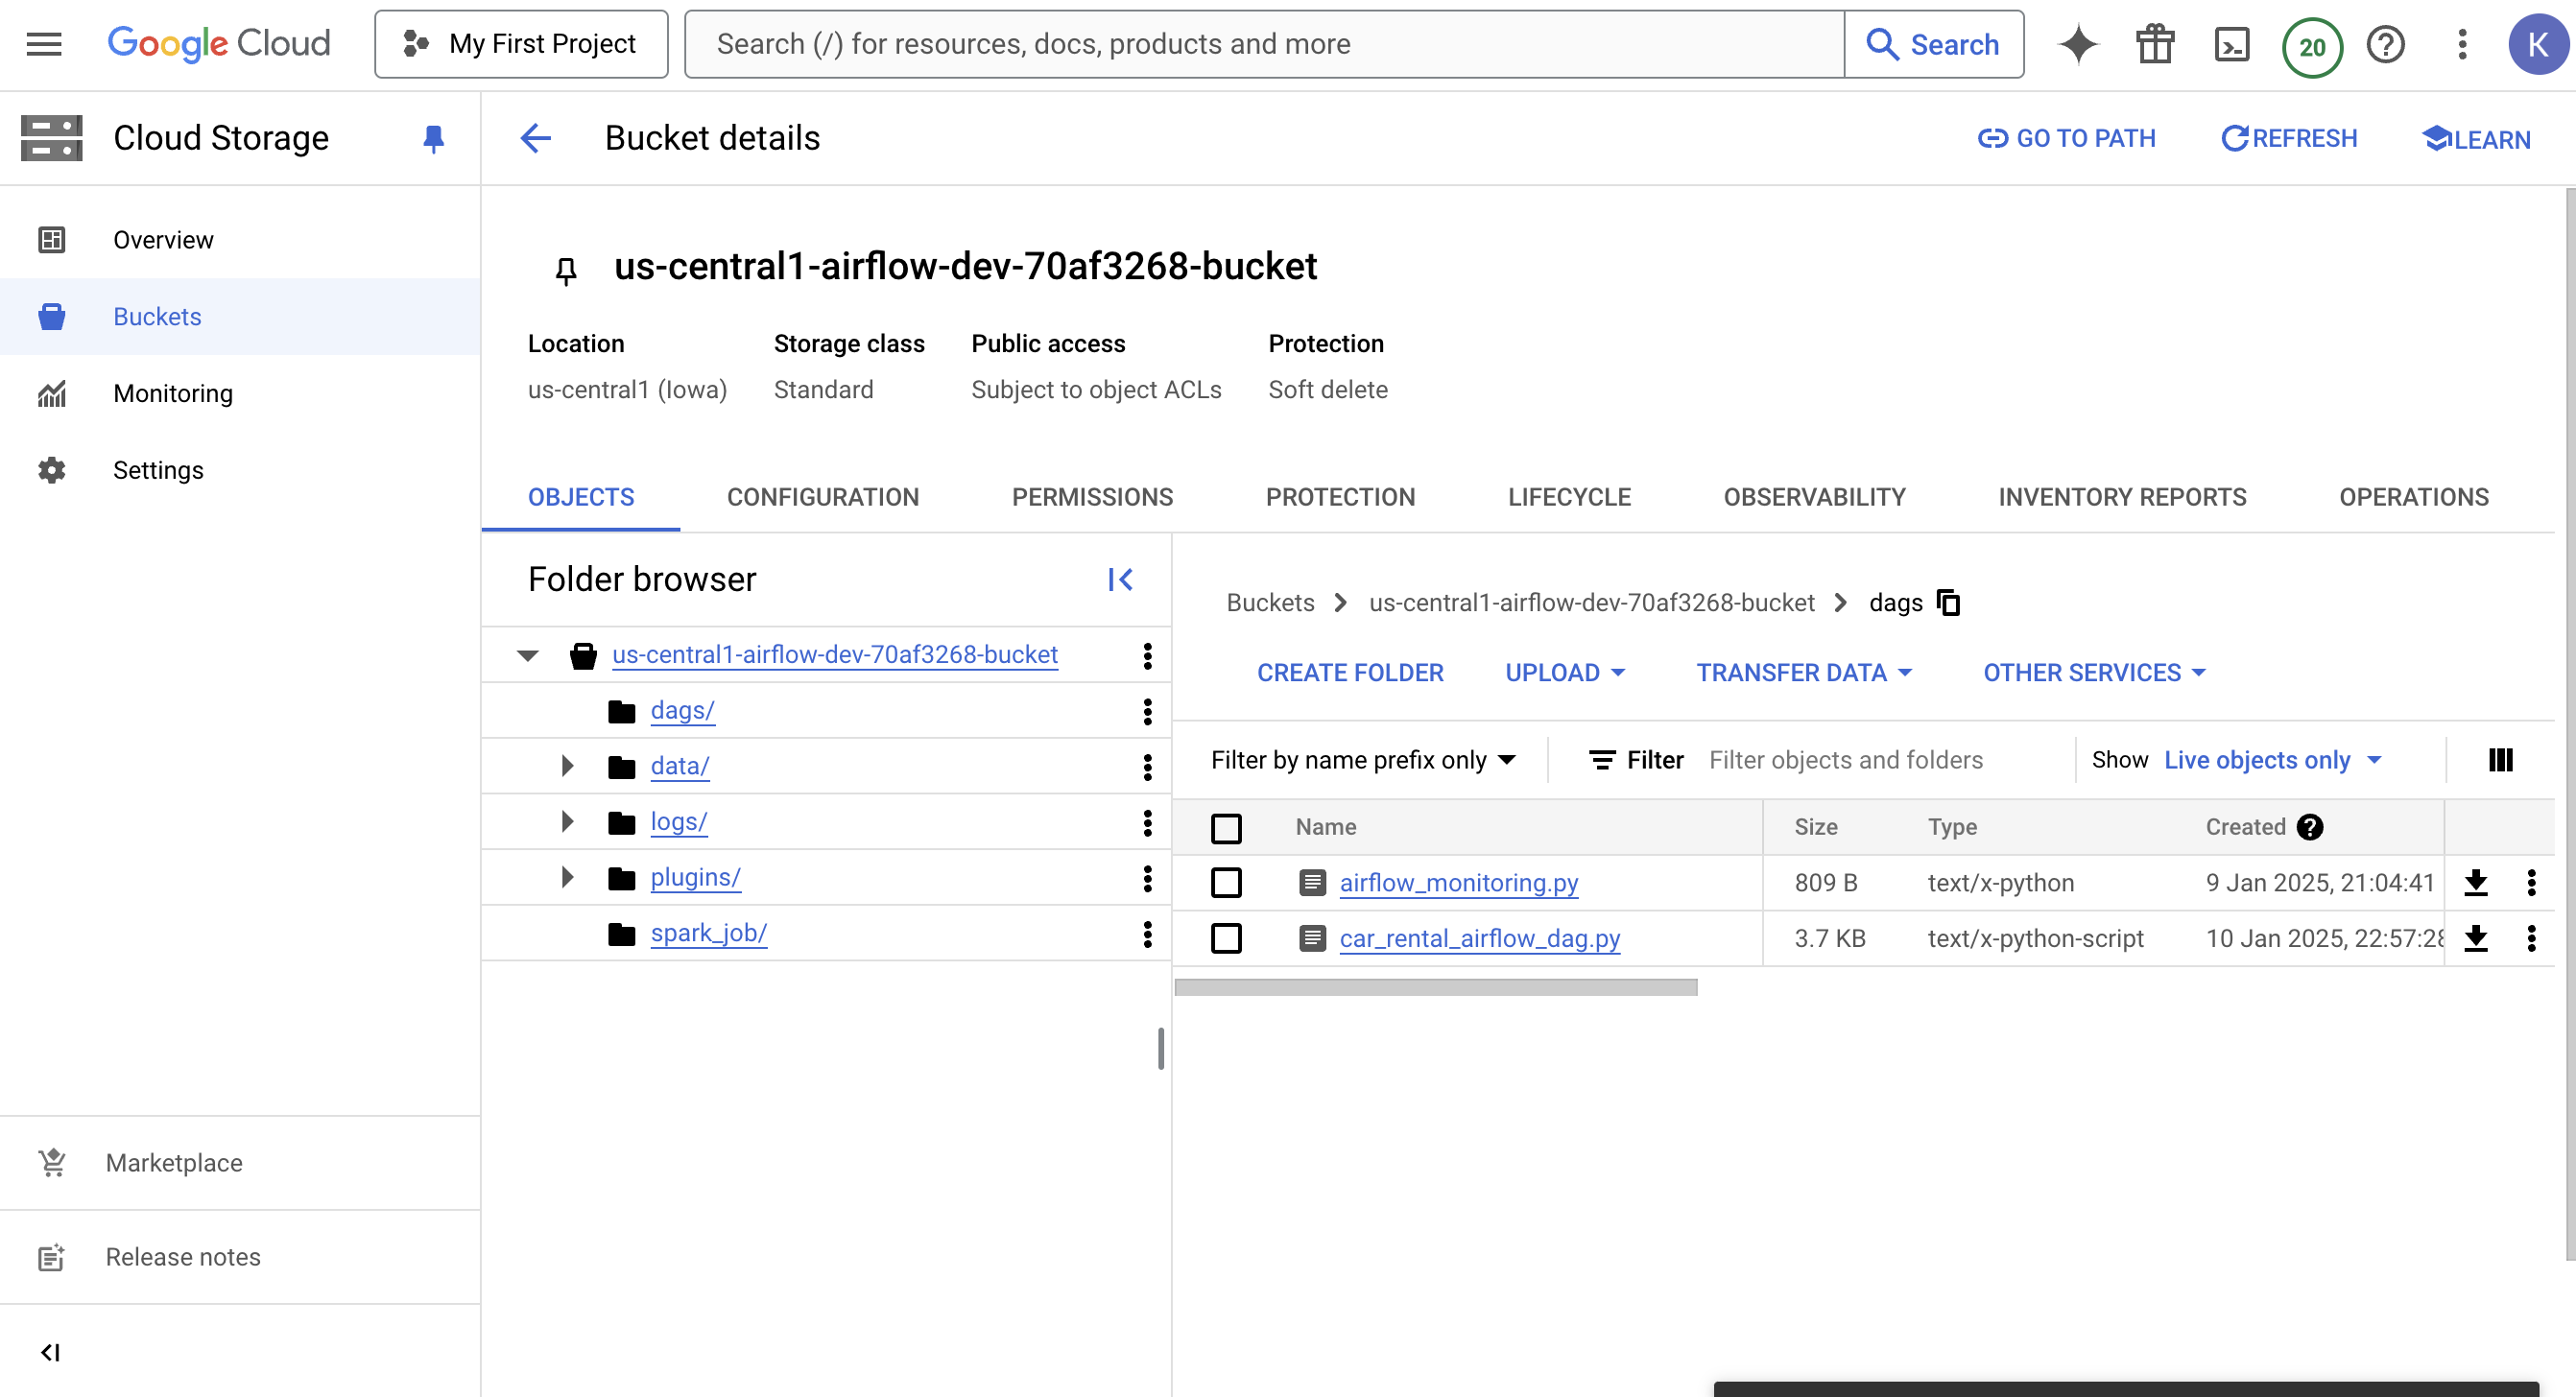 Google Cloud
My First Project
Search (/) for resources, docs, products and more
Search
20
K
Cloud Storage
Bucket details
GO TO PATH
REFRESH
LEARN
Overview
Buckets
Monitoring
Settings
Marketplace
Release notes
us-central1-airflow-dev-70af3268-bucket
Location Storage class Public access Protection
us-central1 (Iowa) Standard Subject to object ACLs Soft delete
OBJECTS CONFIGURATION PERMISSIONS PROTECTION LIFECYCLE OBSERVABILITY INVENTORY REPORTS OPERATIONS
Folder browser
us-central1-airflow-dev-70af3268-bucket
dags/
data/
logs/
plugins/
spark_job/
Buckets us-central1-airflow-dev-70af3268-bucket dags
CREATE FOLDER UPLOAD TRANSFER DATA OTHER SERVICES
Filter by name prefix only Filter Filter objects and folders Show Live objects only
Name Size Type Created
airflow_monitoring.py 809 B text/x-python 9 Jan 2025, 21:04:41
car_rental_airflow_dag.py 3.7 KB text/x-python-script 10 Jan 2025, 22:57:28